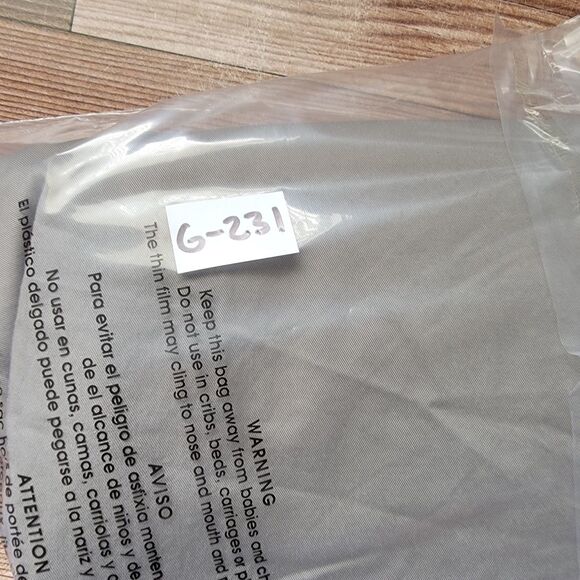 G-231
WARNING
Keep this bag away from babies and
Do not use in cribs, beds, carriages or
The thin film may cling to nose and mouth and
AVISO
Para evitar el peligro de asfixia
de el alcance de niños y
No usar en cunas, camas, carriolas
El plástico delgado puede pegarse a la nariz y
ATTENTION
de portée